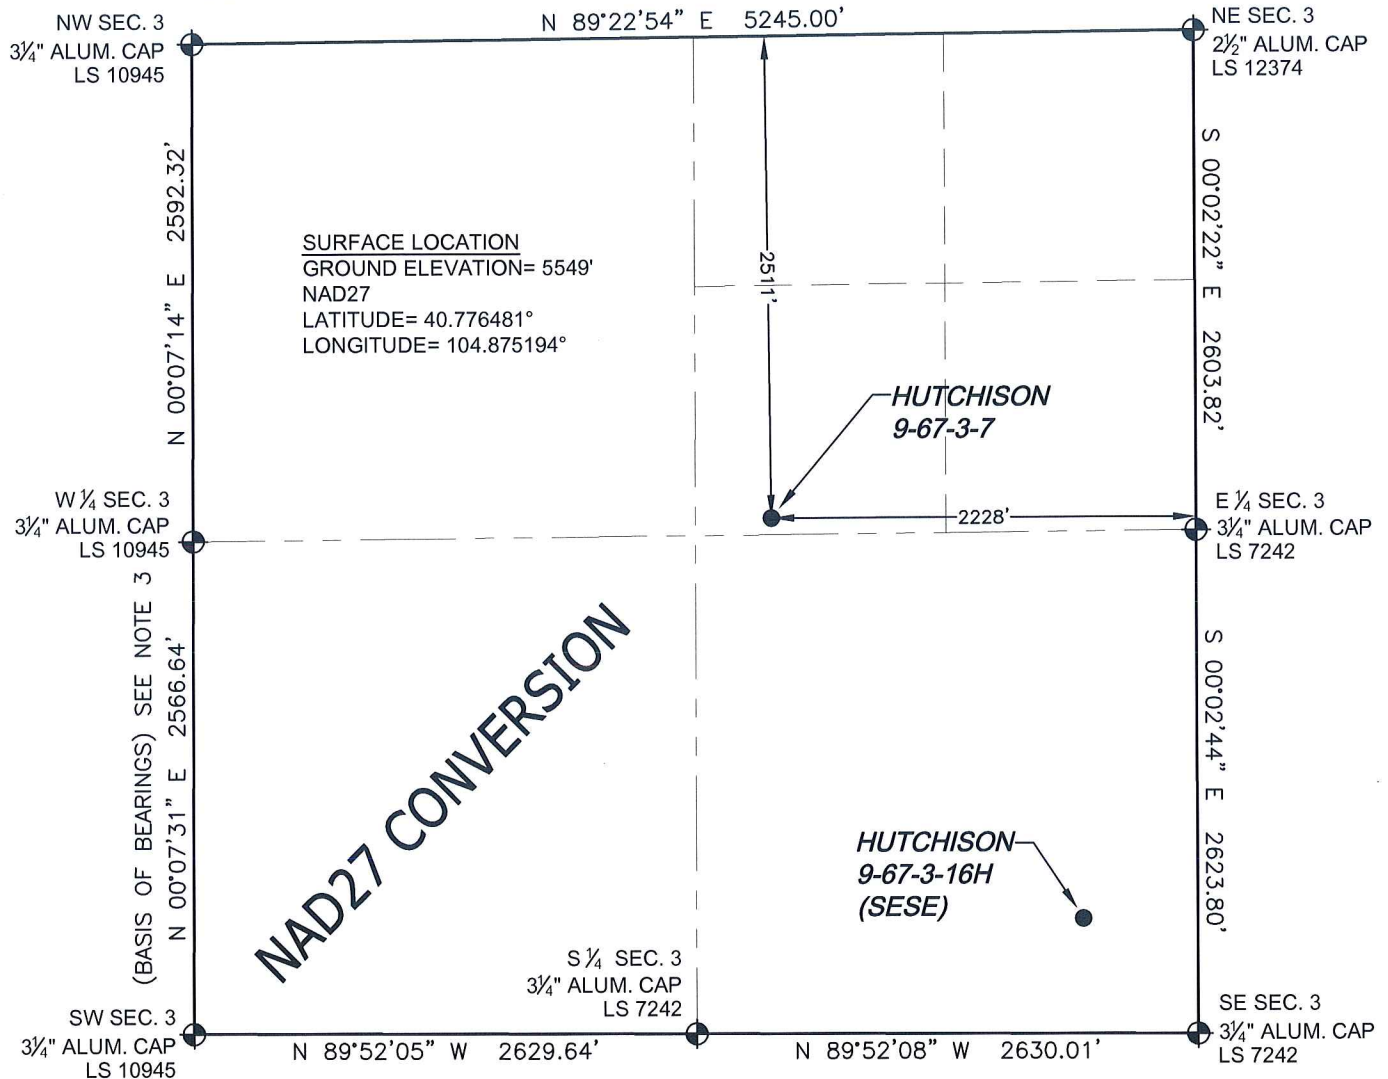 NW SEC. 3
3¼" ALUM. CAP
LS 10945
N 89°22'54" E 5245.00'
NE SEC. 3
2½" ALUM. CAP
LS 12374
N 00°07'14" E 2592.32'
S 00°02'22" E 2603.82'
SURFACE LOCATION
GROUND ELEVATION= 5549'
NAD27
LATITUDE= 40.776481°
LONGITUDE= 104.875194°
2511'
HUTCHISON
9-67-3-7
2228'
W ¼ SEC. 3
3¼" ALUM. CAP
LS 10945
E ¼ SEC. 3
3¼" ALUM. CAP
LS 7242
(BASIS OF BEARINGS) SEE NOTE 3
N 00°07'31" E 2566.64'
NAD27 CONVERSION
S 00°02'44" E 2623.80'
HUTCHISON
9-67-3-16H
(SESE)
S ¼ SEC. 3
3¼" ALUM. CAP
LS 7242
SW SEC. 3
3¼" ALUM. CAP
LS 10945
N 89°52'05" W 2629.64'
N 89°52'08" W 2630.01'
SE SEC. 3
3¼" ALUM. CAP
LS 7242